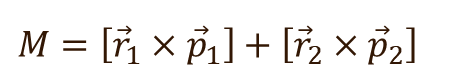 M = [r⃗₁ × p⃗₁] + [r⃗₂ × p⃗₂]